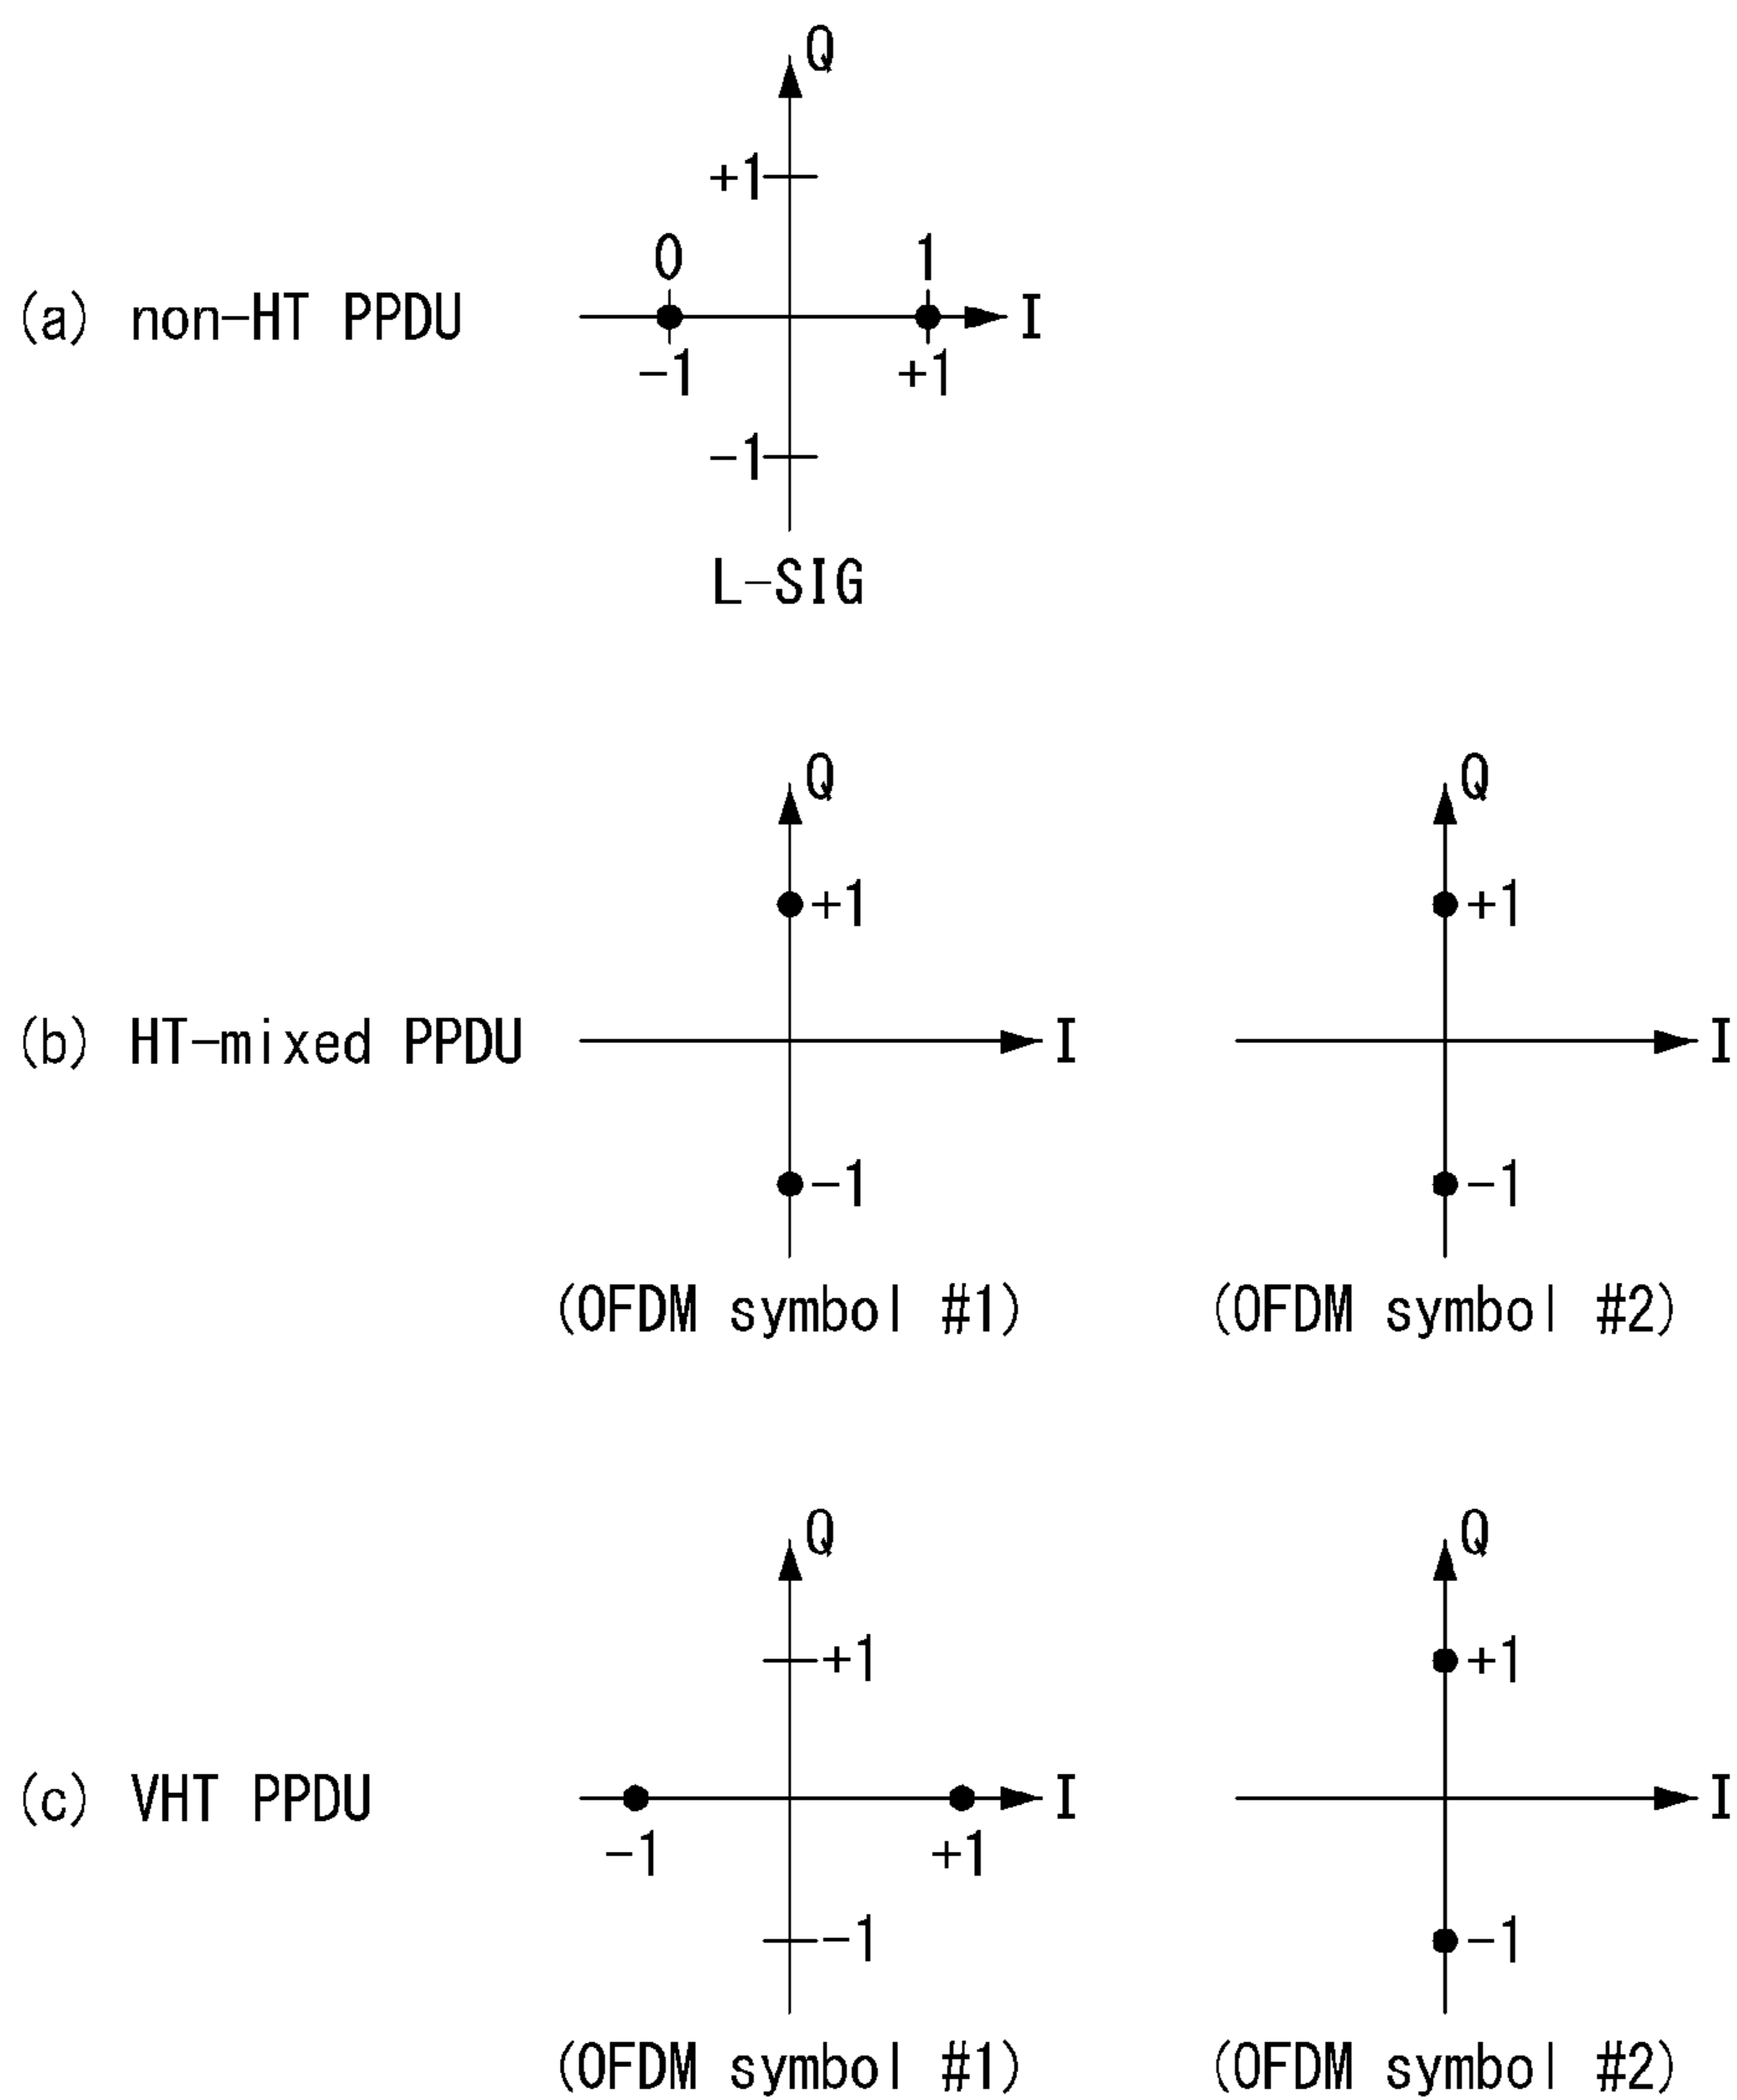 Q
+1
0 1
(a) non-HT PPDU I
-1 +1
-1
L-SIG
Q Q
+1 +1
(b) HT-mixed PPDU I I
-1 -1
(OFDM symbol #1) (OFDM symbol #2)
Q Q
+1 +1
(c) VHT PPDU I I
-1 +1
-1 -1
(OFDM symbol #1) (OFDM symbol #2)